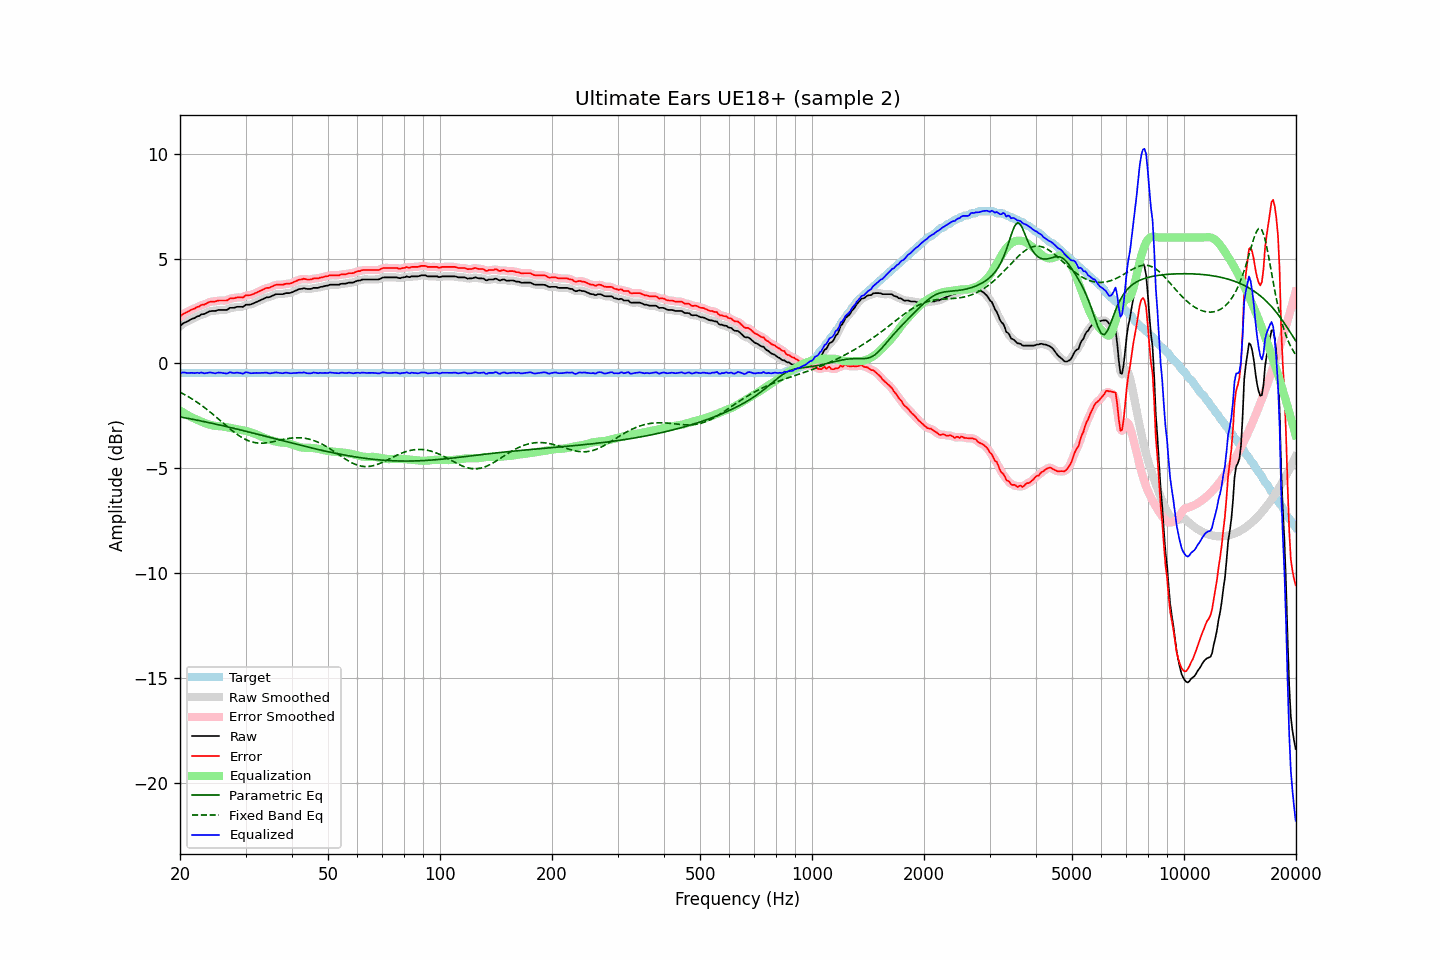 Ultimate Ears UE18+ (sample 2)
Amplitude (dBr)
10
5
0
−5
−10
−15
−20
Target
Raw Smoothed
Error Smoothed
Raw
Error
Equalization
Parametric Eq
Fixed Band Eq
Equalized
20 50 100 200 500 1000 2000 5000 10000 20000
Frequency (Hz)